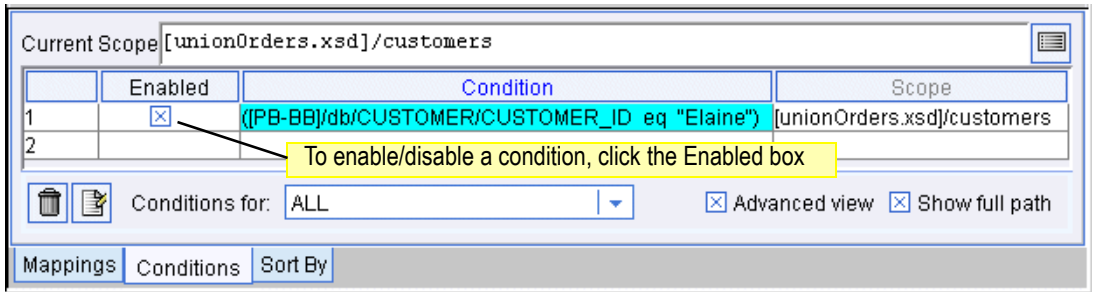 Current Scope [unionOrders.xsd]/customers
Enabled Condition Scope
1 ([PB-BB]/db/CUSTOMER/CUSTOMER_ID eq "Elaine") [unionOrders.xsd]/customers
2
To enable/disable a condition, click the Enabled box
Conditions for: ALL Advanced view Show full path
Mappings Conditions Sort By